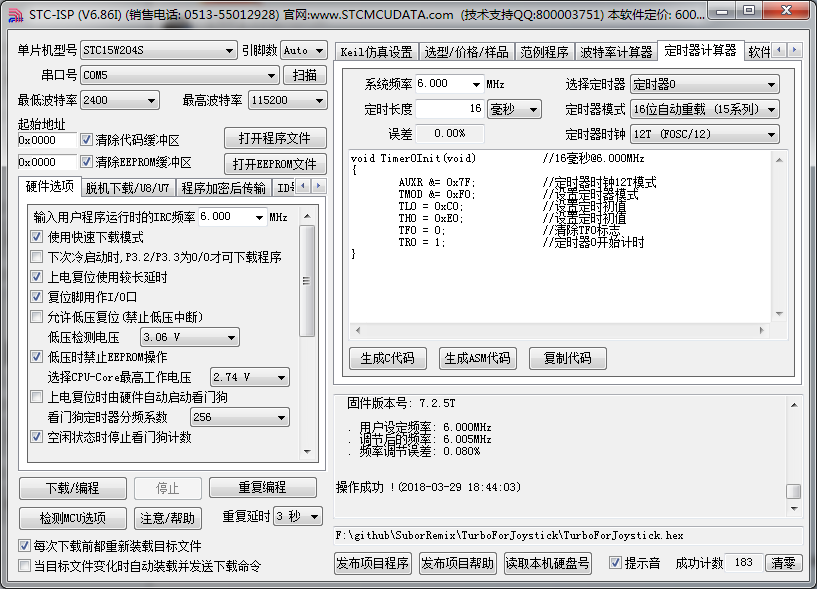 STC-ISP (V6.86I) (销售电话: 0513-55012928) 官网:www.STCMCUDATA.com (技术支持QQ:800003751) 本软件定价: 600...
单片机型号 STC15W204S 引脚数 Auto
串口号 COM5 扫描
最低波特率 2400 最高波特率 115200
起始地址
0x0000 清除代码缓冲区 打开程序文件
0x0000 清除EEPROM缓冲区 打开EEPROM文件
硬件选项 脱机下载/U8/U7 程序加密后传输 ID号
输入用户程序运行时的IRC频率 6.000 MHz
使用快速下载模式
下次冷启动时,P3.2/P3.3为0/0才可下载程序
上电复位使用较长延时
复位脚用作I/O口
允许低压复位(禁止低压中断)
低压检测电压 3.06 V
低压时禁止EEPROM操作
选择CPU-Core最高工作电压 2.74 V
上电复位时由硬件自动启动看门狗
看门狗定时器分频系数 256
空闲状态时停止看门狗计数
下载/编程 停止 重复编程
检测MCU选项 注意/帮助 重复延时 3 秒
每次下载前都重新装载目标文件
当目标文件变化时自动装载并发送下载命令
Keil仿真设置 选型/价格/样品 范例程序 波特率计算器 定时器计算器 软件
系统频率 6.000 MHz 选择定时器 定时器0
定时长度 16 毫秒 定时器模式 16位自动重载 (15系列)
误差 0.00% 定时器时钟 12T (FOSC/12)
void Timer0Init(void) //16毫秒@6.000MHz
{
AUXR &= 0x7F; //定时器时钟12T模式
TMOD &= 0xF0; //设置定时器模式
TL0 = 0xC0; //设置定时初值
TH0 = 0xE0; //设置定时初值
TF0 = 0; //清除TF0标志
TR0 = 1; //定时器0开始计时
}
生成C代码 生成ASM代码 复制代码
固件版本号: 7.2.5T
. 用户设定频率: 6.000MHz
. 调节后的频率: 6.005MHz
. 频率调节误差: 0.080%
操作成功 !(2018-03-29 18:44:03)
F:\github\SuborRemix\TurboForJoystick\TurboForJoystick.hex
发布项目程序 发布项目帮助 读取本机硬盘号 提示音 成功计数 183 清零